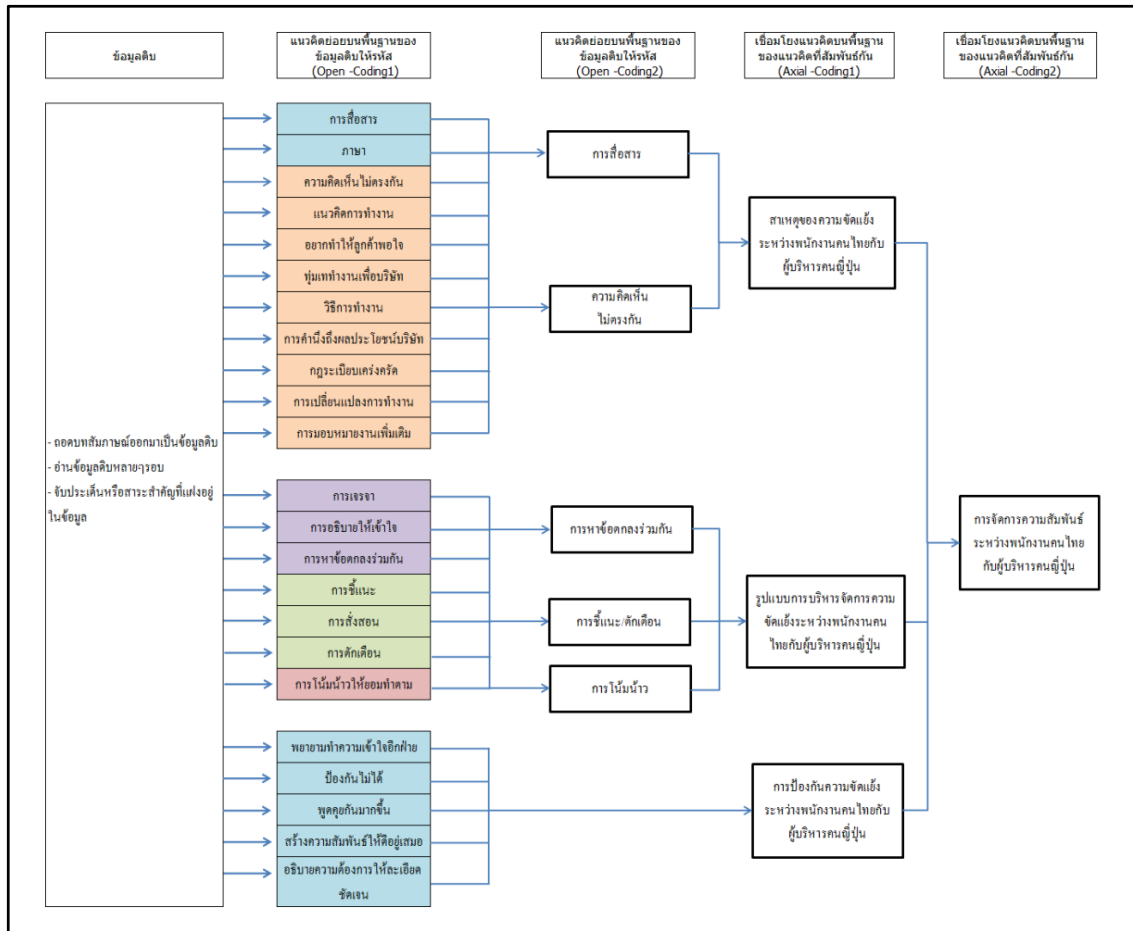 ข้อมูลดิบ
แนวคิดย่อยบนพื้นฐานของ
ข้อมูลดิบให้รหัส
(Open -Coding1)
แนวคิดย่อยบนพื้นฐานของ
ข้อมูลดิบให้รหัส
(Open -Coding2)
เชื่อมโยงแนวคิดบนพื้นฐาน
ของแนวคิดที่สัมพันธ์กัน
(Axial -Coding1)
เชื่อมโยงแนวคิดบนพื้นฐาน
ของแนวคิดที่สัมพันธ์กัน
(Axial -Coding2)
- ถอดบทสัมภาษณ์ออกมาเป็นข้อมูลดิบ
- อ่านข้อมูลดิบหลายๆรอบ
- จับประเด็นหรือสาระสำคัญที่แฝงอยู่
ในข้อมูล
การสื่อสาร
ภาษา
ความคิดเห็นไม่ตรงกัน
แนวคิดการทำงาน
อยากทำให้ลูกค้าพอใจ
ทุ่มเททำงานเพื่อบริษัท
วิธีการทำงาน
การคำนึงถึงผลประโยชน์บริษัท
กฎระเบียบเคร่งครัด
การเปลี่ยนแปลงการทำงาน
การมอบหมายงานเพิ่มเติม
การเจรจา
การอธิบายให้เข้าใจ
การหาข้อตกลงร่วมกัน
การชี้แนะ
การสั่งสอน
การตักเตือน
การโน้มน้าวให้ยอมทำตาม
พยายามทำความเข้าใจอีกฝ่าย
ป้องกันไม่ได้
พูดคุยกันมากขึ้น
สร้างความสัมพันธ์ให้ดีอยู่เสมอ
อธิบายความต้องการให้ละเอียด
ชัดเจน
การสื่อสาร
ความคิดเห็น
ไม่ตรงกัน
การหาข้อตกลงร่วมกัน
การชี้แนะ/ตักเตือน
การโน้มน้าว
สาเหตุของความขัดแย้ง
ระหว่างพนักงานคนไทยกับ
ผู้บริหารคนญี่ปุ่น
รูปแบบการบริหารจัดการความ
ขัดแย้งระหว่างพนักงานคน
ไทยกับผู้บริหารคนญี่ปุ่น
การป้องกันความขัดแย้ง
ระหว่างพนักงานคนไทยกับ
ผู้บริหารคนญี่ปุ่น
การจัดการความสัมพันธ์
ระหว่างพนักงานคนไทย
กับผู้บริหารคนญี่ปุ่น